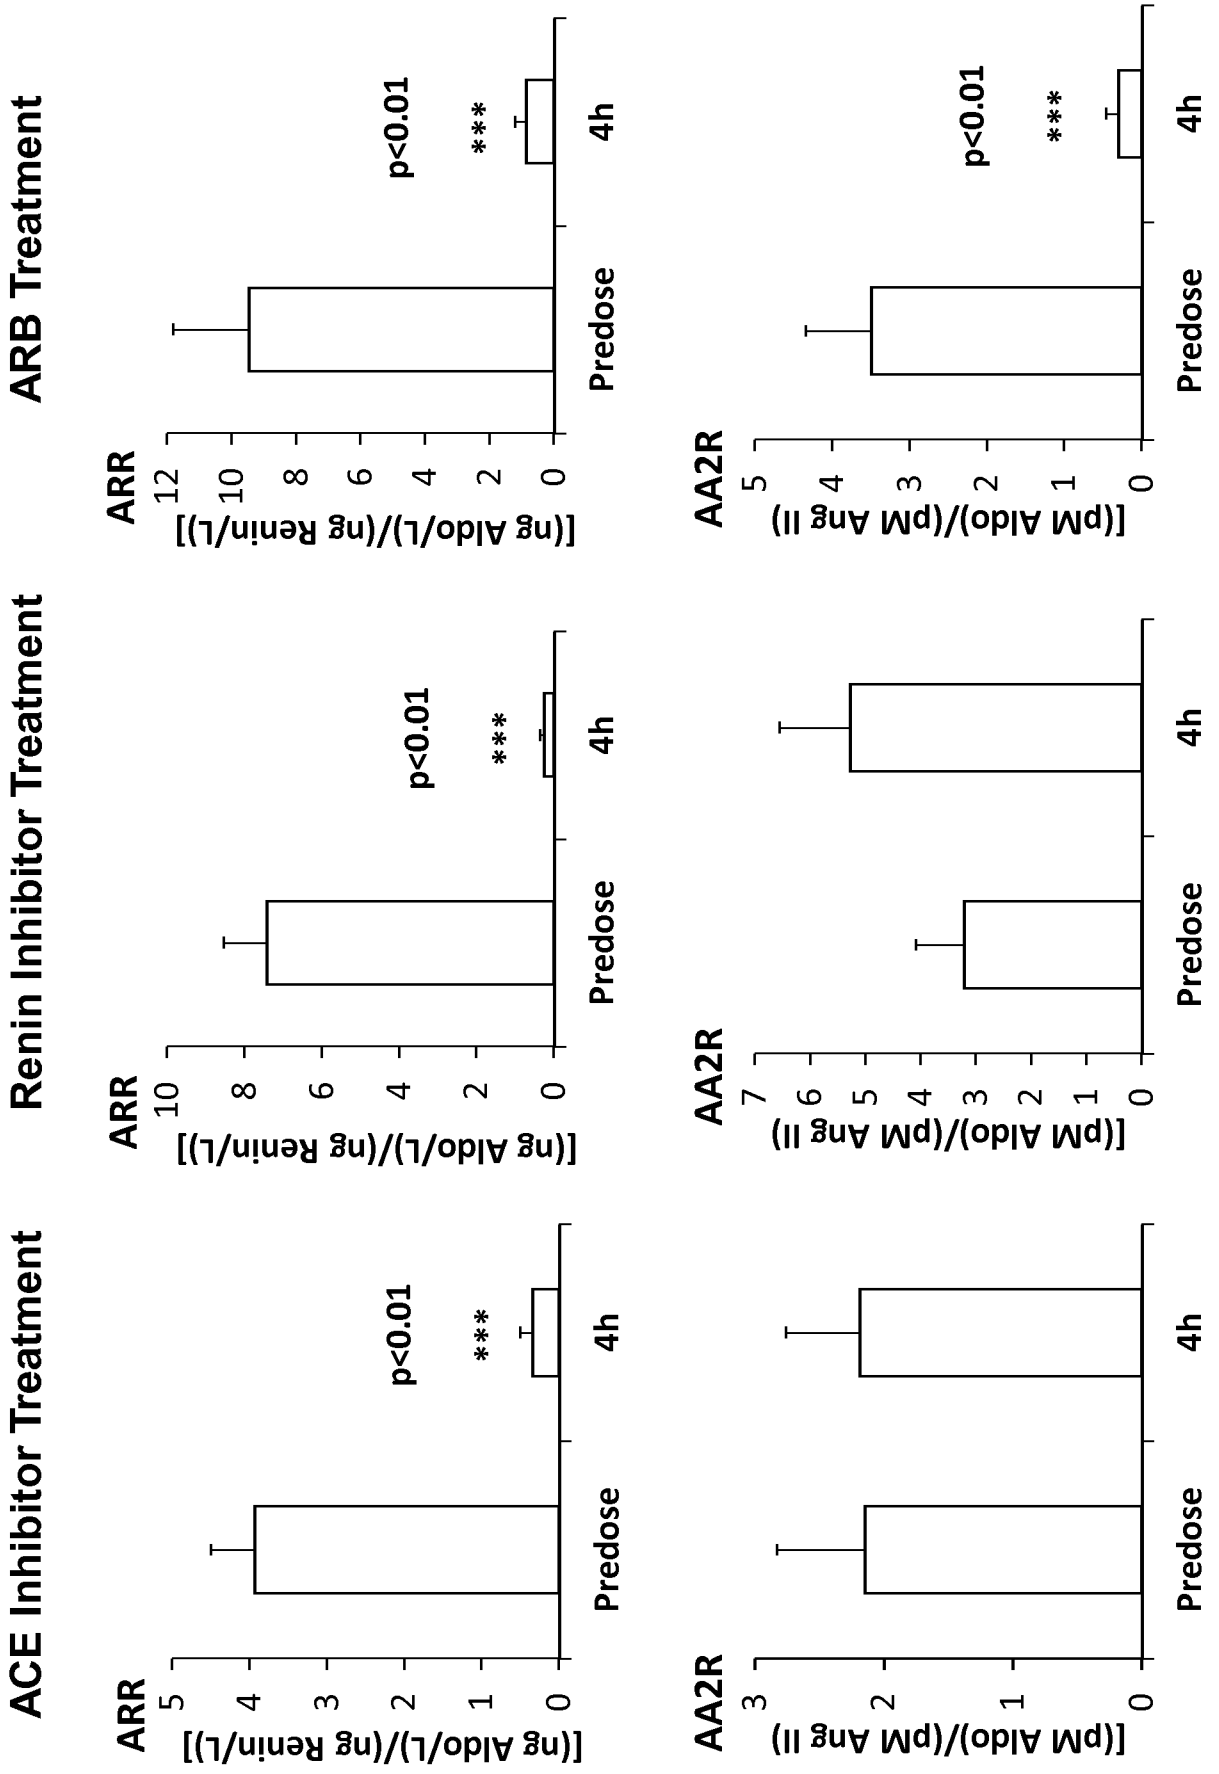 ACE Inhibitor Treatment
Renin Inhibitor Treatment
ARB Treatment
ARR
[(ng Aldo/L)/(ng Renin/L)]
5
4
3
2
1
0
Predose
4h
p<0.01
***
ARR
[(ng Aldo/L)/(ng Renin/L)]
10
8
6
4
2
0
Predose
4h
p<0.01
***
ARR
[(ng Aldo/L)/(ng Renin/L)]
12
10
8
6
4
2
0
Predose
4h
p<0.01
***
AA2R
[(pM Aldo)/(pM Ang II)
3
2
1
0
Predose
4h
AA2R
[(pM Aldo)/(pM Ang II)
7
6
5
4
3
2
1
0
Predose
4h
AA2R
[(pM Aldo)/(pM Ang II)
5
4
3
2
1
0
Predose
4h
p<0.01
***